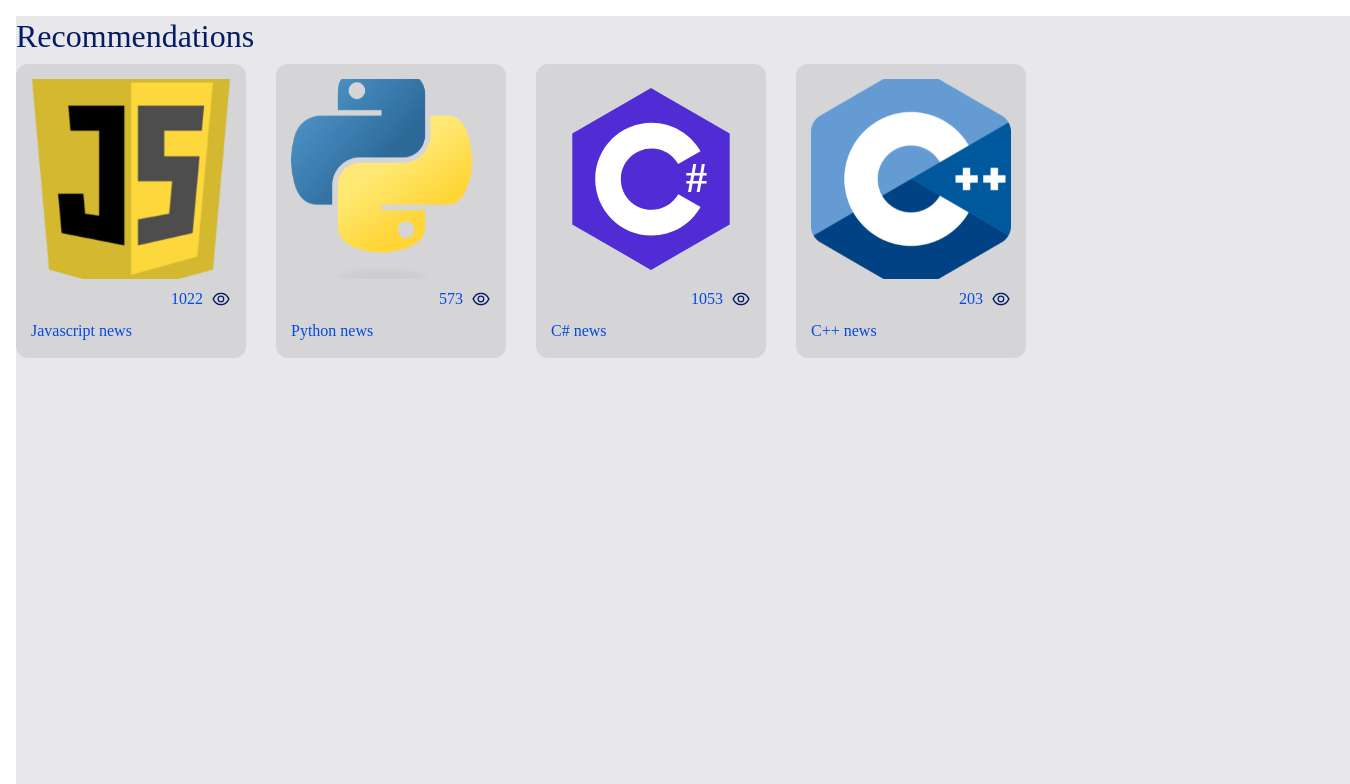 Recommendations
JS
1022
Javascript news
573
Python news
C#
1053
C# news
C++
203
C++ news